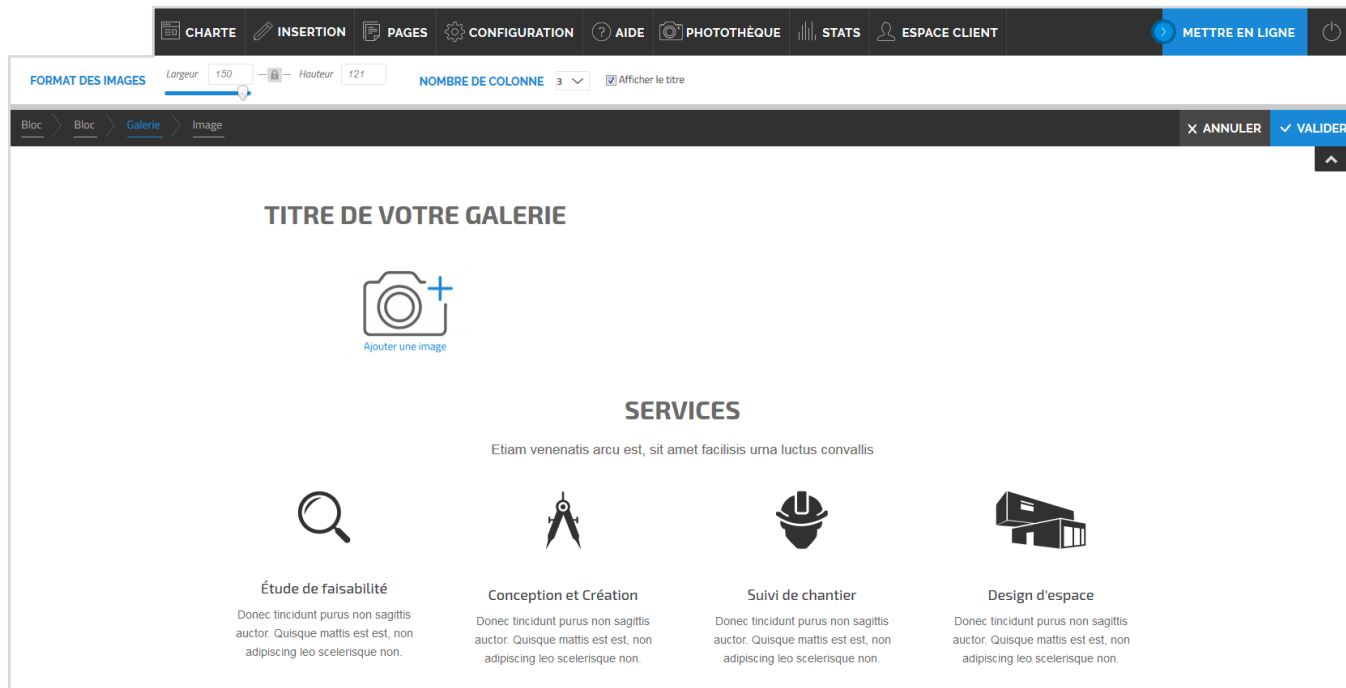 CHARTE INSERTION PAGES CONFIGURATION AIDE PHOTOTHÈQUE STATS ESPACE CLIENT METTRE EN LIGNE
FORMAT DES IMAGES Largeur 150 Hauteur 121 NOMBRE DE COLONNE 3 Afficher le titre
Bloc Bloc Galerie Image ANNULER VALIDER
TITRE DE VOTRE GALERIE
Ajouter une image
SERVICES
Etiam venenatis arcu est, sit amet facilisis urna luctus convallis
Étude de faisabilité
Donec tincidunt purus non sagittis
auctor. Quisque mattis est est, non
adipiscing leo scelerisque non.
Conception et Création
Donec tincidunt purus non sagittis
auctor. Quisque mattis est est, non
adipiscing leo scelerisque non.
Suivi de chantier
Donec tincidunt purus non sagittis
auctor. Quisque mattis est est, non
adipiscing leo scelerisque non.
Design d'espace
Donec tincidunt purus non sagittis
auctor. Quisque mattis est est, non
adipiscing leo scelerisque non.